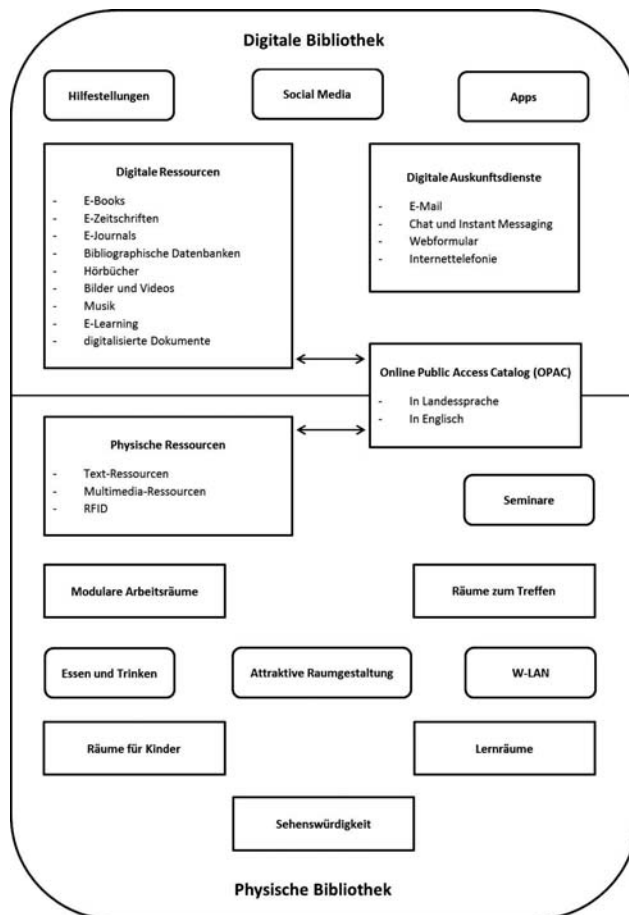 Digitale Bibliothek
Hilfestellungen
Social Media
Apps
Digitale Ressourcen
- E-Books
- E-Zeitschriften
- E-Journals
- Bibliographische Datenbanken
- Hörbücher
- Bilder und Videos
- Musik
- E-Learning
- digitalisierte Dokumente
Digitale Auskunftsdienste
- E-Mail
- Chat und Instant Messaging
- Webformular
- Internettelefonie
Online Public Access Catalog (OPAC)
- In Landessprache
- In Englisch
Physische Ressourcen
- Text-Ressourcen
- Multimedia-Ressourcen
- RFID
Seminare
Modulare Arbeitsräume
Räume zum Treffen
Essen und Trinken
Attraktive Raumgestaltung
W-LAN
Räume für Kinder
Lernräume
Sehenswürdigkeit
Physische Bibliothek